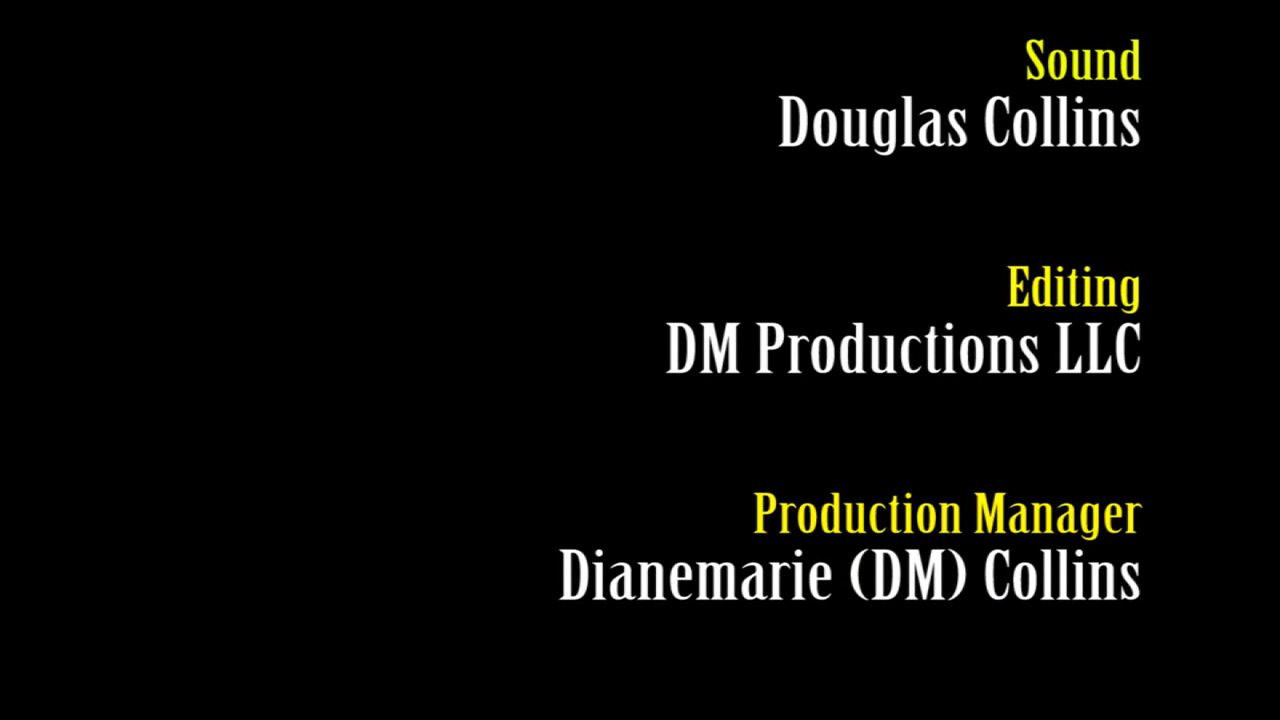 Sound
Douglas Collins
Editing
DM Productions LLC
Production Manager
Dianemarie (DM) Collins